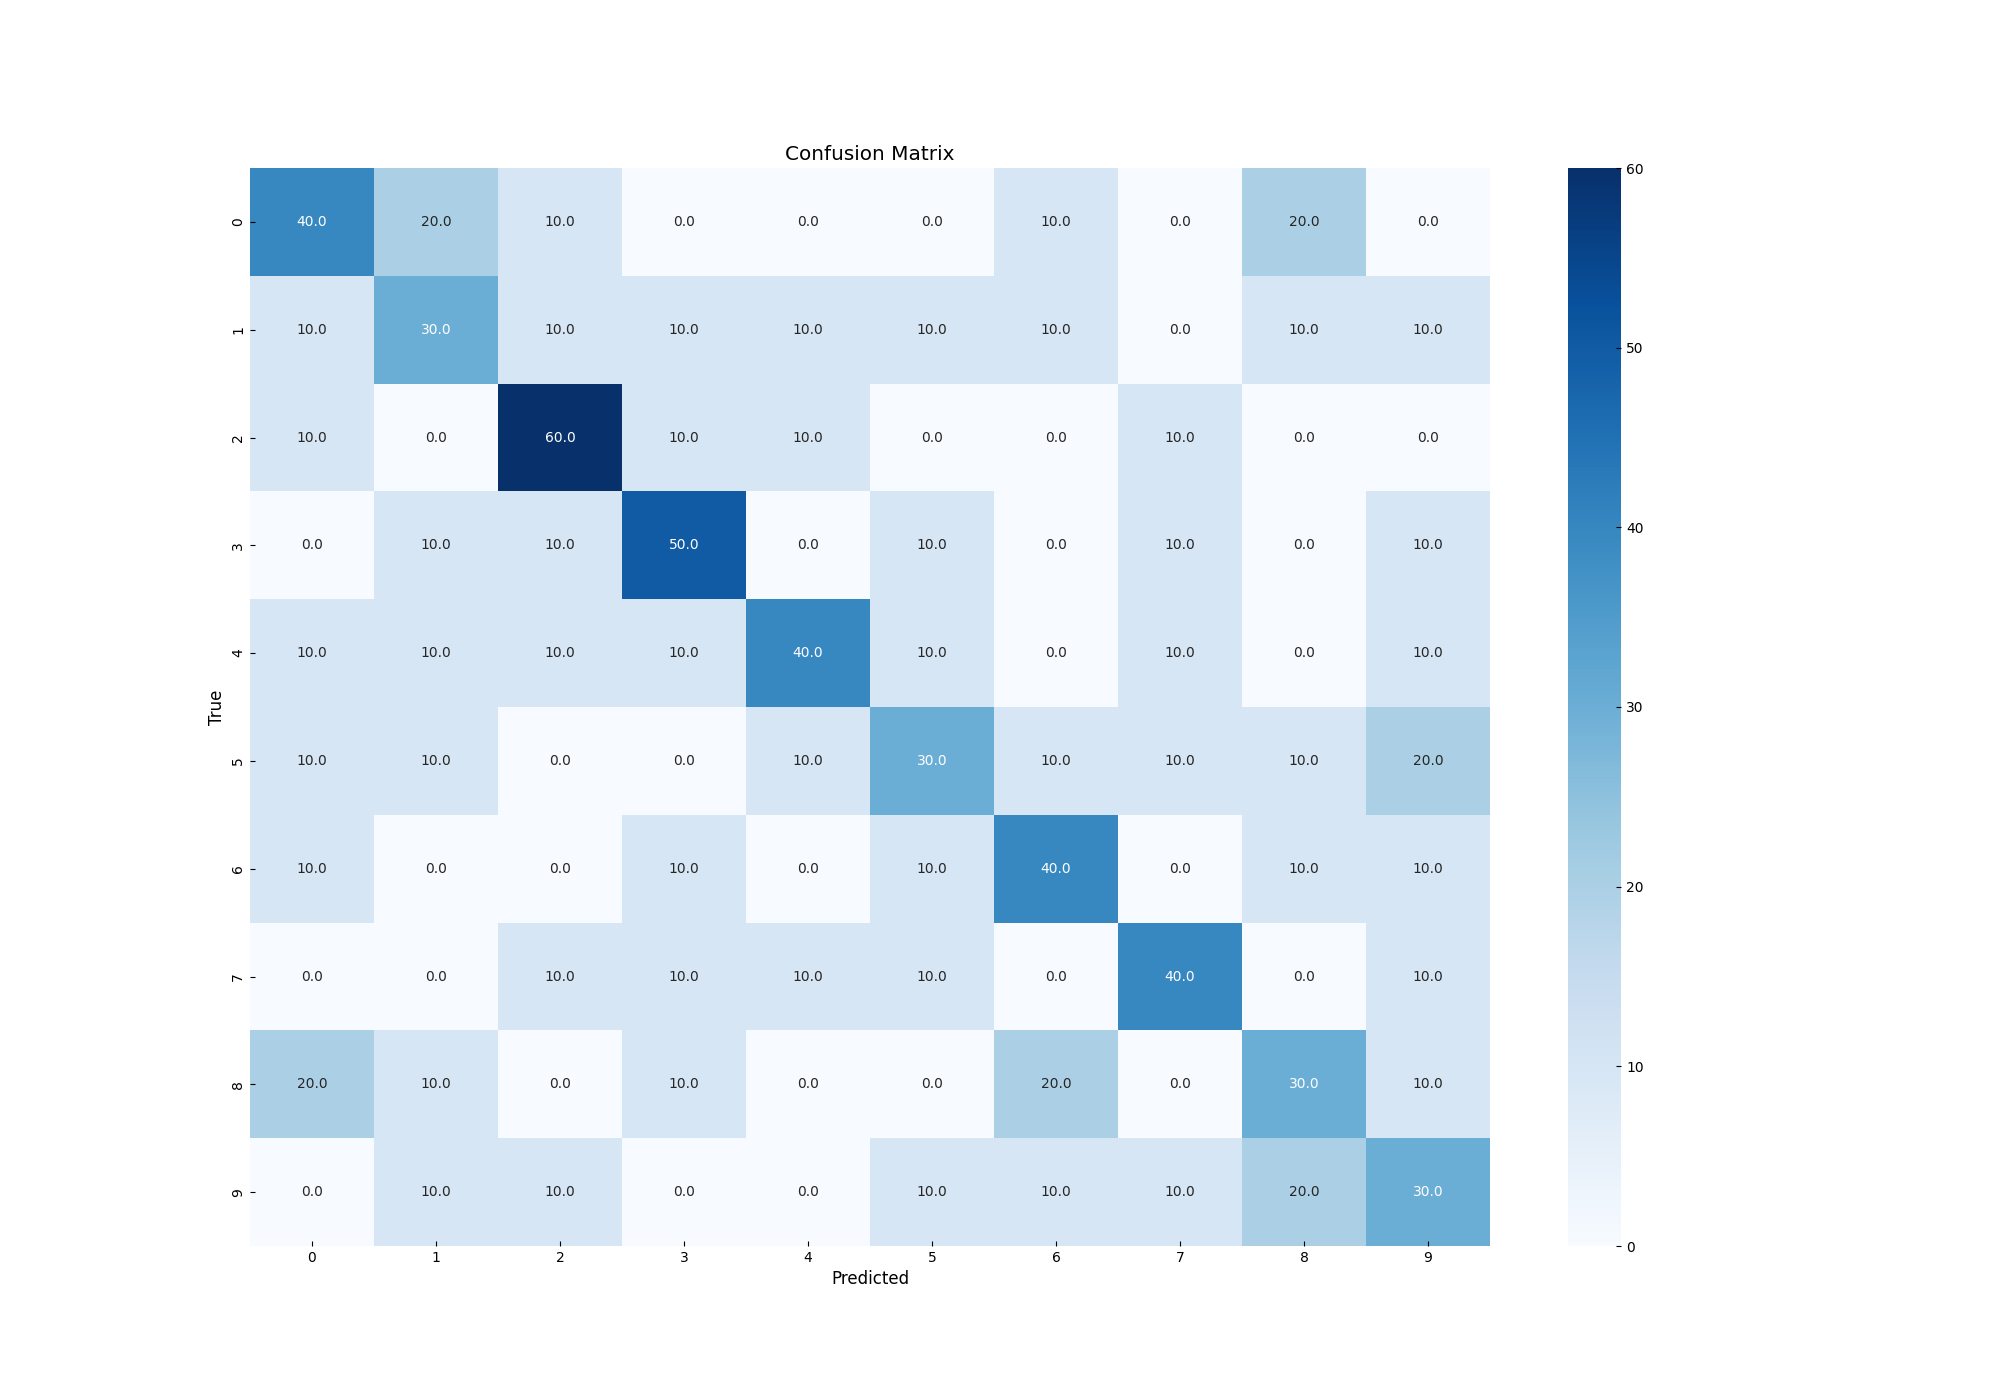 Confusion Matrix
0 40.0 20.0 10.0 0.0 0.0 0.0 10.0 0.0 20.0 0.0
1 10.0 30.0 10.0 10.0 10.0 10.0 10.0 0.0 10.0 10.0
2 10.0 0.0 60.0 10.0 10.0 0.0 0.0 10.0 0.0 0.0
3 0.0 10.0 10.0 50.0 0.0 10.0 0.0 10.0 0.0 10.0
4 10.0 10.0 10.0 10.0 40.0 10.0 0.0 10.0 0.0 10.0
True
5 10.0 10.0 0.0 0.0 10.0 30.0 10.0 10.0 10.0 20.0
6 10.0 0.0 0.0 10.0 0.0 10.0 40.0 0.0 10.0 10.0
7 0.0 0.0 10.0 10.0 10.0 10.0 0.0 40.0 0.0 10.0
8 20.0 10.0 0.0 10.0 0.0 0.0 20.0 0.0 30.0 10.0
9 0.0 10.0 10.0 0.0 0.0 10.0 10.0 10.0 20.0 30.0
0 1 2 3 4 5 6 7 8 9
Predicted
60
50
40
30
20
10
0